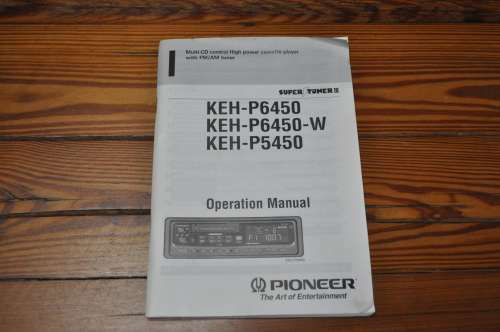 Multi-CD control High power cassette player
with FM/AM tuner
SUPER TUNER III
KEH-P6450
KEH-P6450-W
KEH-P5450
Operation Manual
PIONEER
The Art of Entertainment